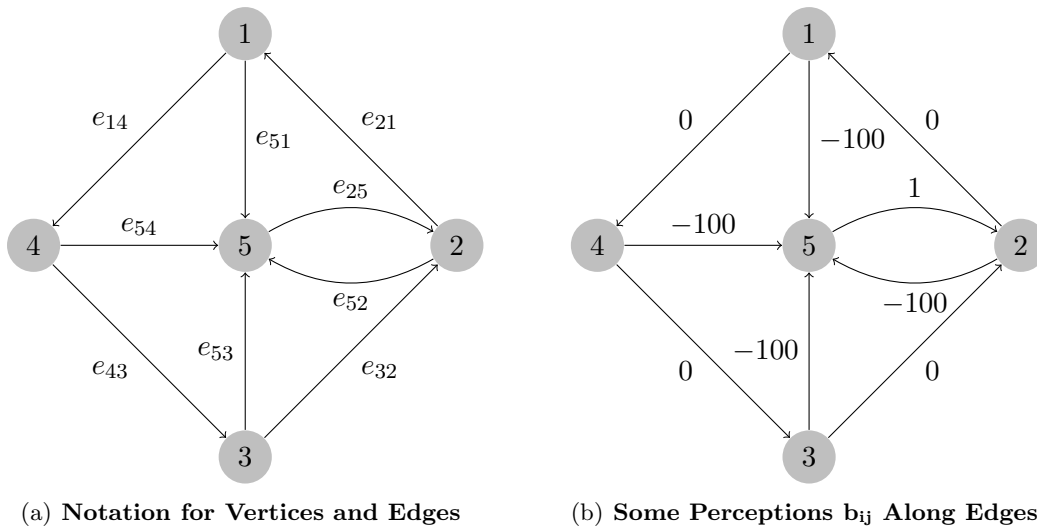 1
e14
e21
e51
e25
4
e54
5
2
e52
e43
e53
e32
3
(a) Notation for Vertices and Edges
1
0
0
−100
1
4
−100
5
2
−100
0
−100
0
3
(b) Some Perceptions bij Along Edges